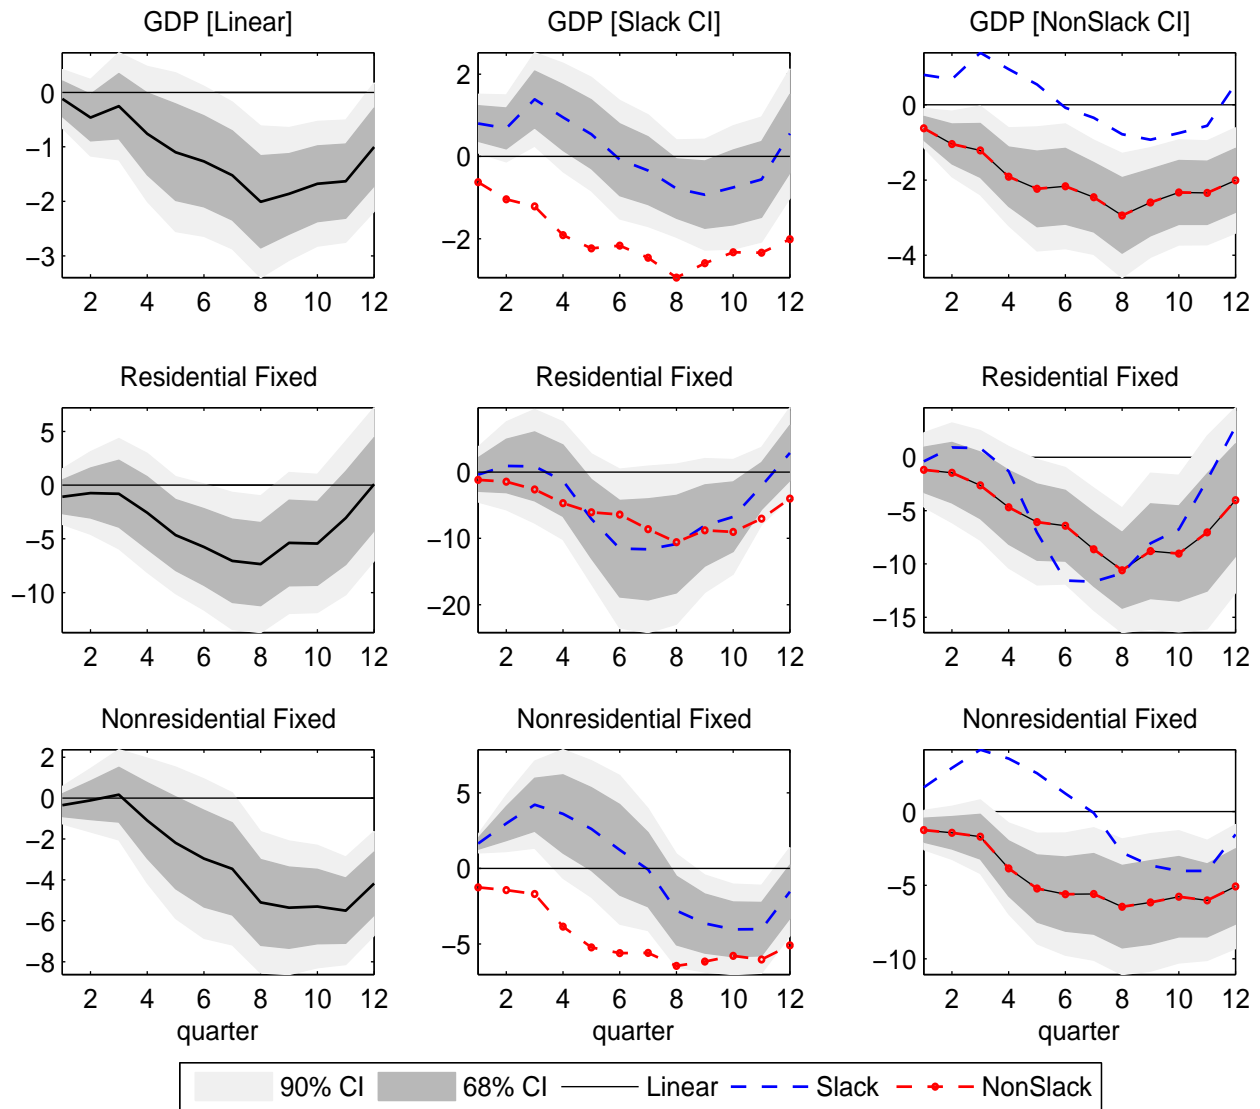 GDP [Linear]
GDP [Slack CI]
GDP [NonSlack CI]
0
−1
−2
−3
2 4 6 8 10 12
2
0
−2
2 4 6 8 10 12
0
−2
−4
2 4 6 8 10 12
Residential Fixed
Residential Fixed
Residential Fixed
5
0
−5
−10
2 4 6 8 10 12
0
−10
−20
2 4 6 8 10 12
0
−5
−10
−15
2 4 6 8 10 12
Nonresidential Fixed
Nonresidential Fixed
Nonresidential Fixed
2
0
−2
−4
−6
−8
2 4 6 8 10 12
quarter
5
0
−5
2 4 6 8 10 12
quarter
0
−5
−10
2 4 6 8 10 12
quarter
90% CI 68% CI Linear Slack NonSlack